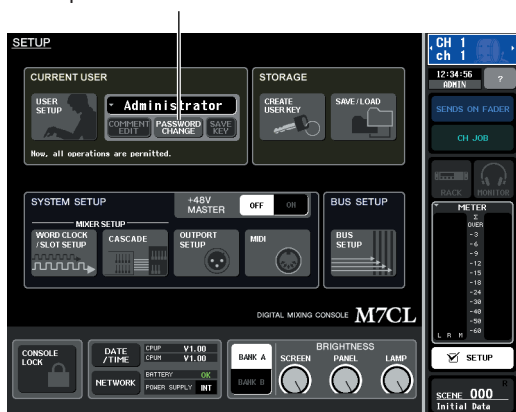 SETUP
CURRENT USER
USER
SETUP
Administrator
COMMENT
EDIT
PASSWORD
CHANGE
SAVE
KEY
Now, all operations are permitted.
STORAGE
CREATE
USER KEY
SAVE/LOAD
SYSTEM SETUP
+48V
MASTER
OFF
ON
MIXER SETUP
WORD CLOCK
/SLOT SETUP
CASCADE
OUTPORT
SETUP
MIDI
BUS SETUP
BUS
SETUP
DIGITAL MIXING CONSOLE M7CL
CONSOLE
LOCK
DATE
/TIME
CPUP V1.00
CPUM V1.00
NETWORK
BATTERY OK
POWER SUPPLY INT
BANK A
BANK B
BRIGHTNESS
SCREEN
PANEL
LAMP
CH 1
ch 1
12:34:56
ADMIN
?
SENDS ON FADER
CH JOB
RACK
MONITOR
METER
Σ
OVER
-3
-6
-9
-12
-15
-18
-24
-30
-40
-50
-60
L R M
SETUP
R
SCENE 000
Initial Data